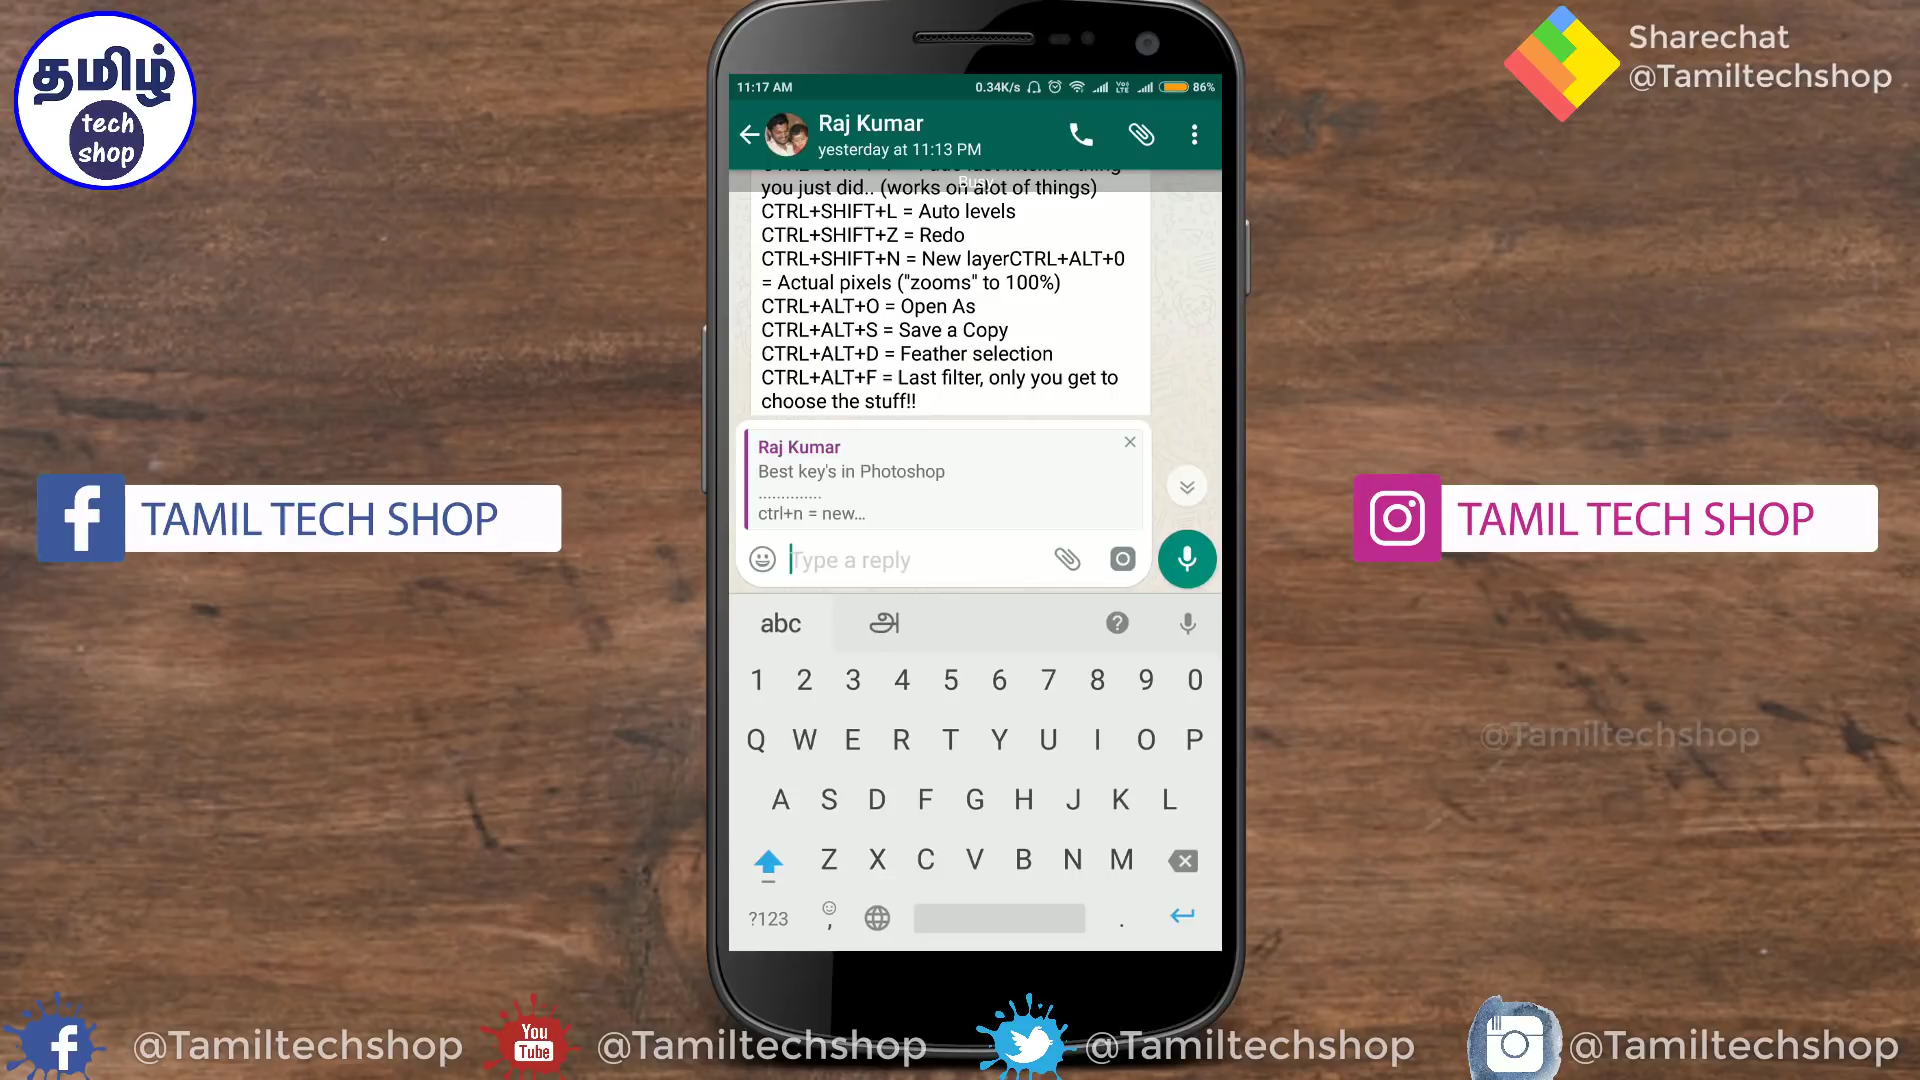 தமிழ்
tech
shop
Sharechat
@Tamiltechshop
11:17 AM
0.34K/s
VoLTE
86%
Raj Kumar
yesterday at 11:13 PM
Busy
you just did.. (works on alot of things)
CTRL+SHIFT+L = Auto levels
CTRL+SHIFT+Z = Redo
CTRL+SHIFT+N = New layerCTRL+ALT+0
= Actual pixels ("zooms" to 100%)
CTRL+ALT+O = Open As
CTRL+ALT+S = Save a Copy
CTRL+ALT+D = Feather selection
CTRL+ALT+F = Last filter, only you get to
choose the stuff!!
Raj Kumar
Best key's in Photoshop
..............
ctrl+n = new...
Type a reply
TAMIL TECH SHOP
TAMIL TECH SHOP
abc அ
1 2 3 4 5 6 7 8 9 0
Q W E R T Y U I O P
A S D F G H J K L
Z X C V B N M
?123 , .
@Tamiltechshop
@Tamiltechshop
You
Tube
@Tamiltechshop
@Tamiltechshop
@Tamiltechshop